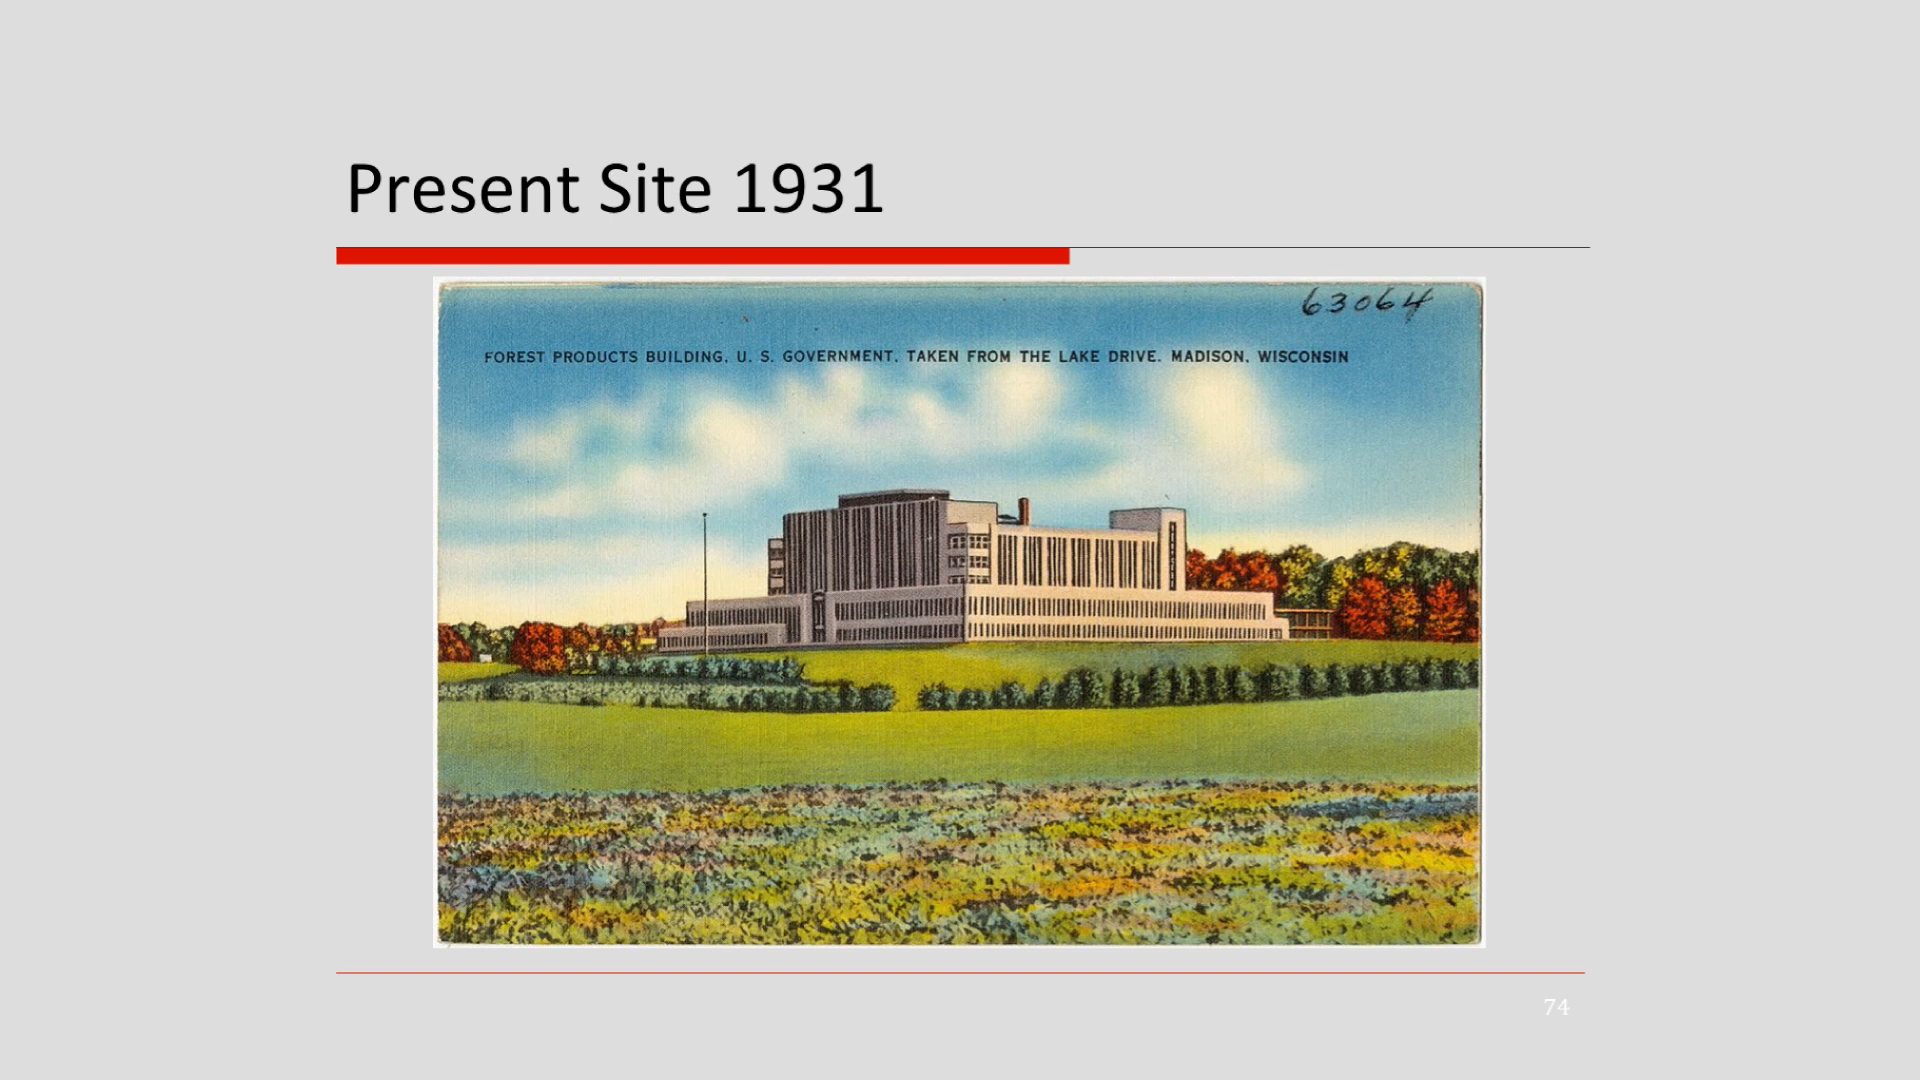 Present Site 1931
63064
FOREST PRODUCTS BUILDING, U. S. GOVERNMENT, TAKEN FROM THE LAKE DRIVE. MADISON, WISCONSIN
74